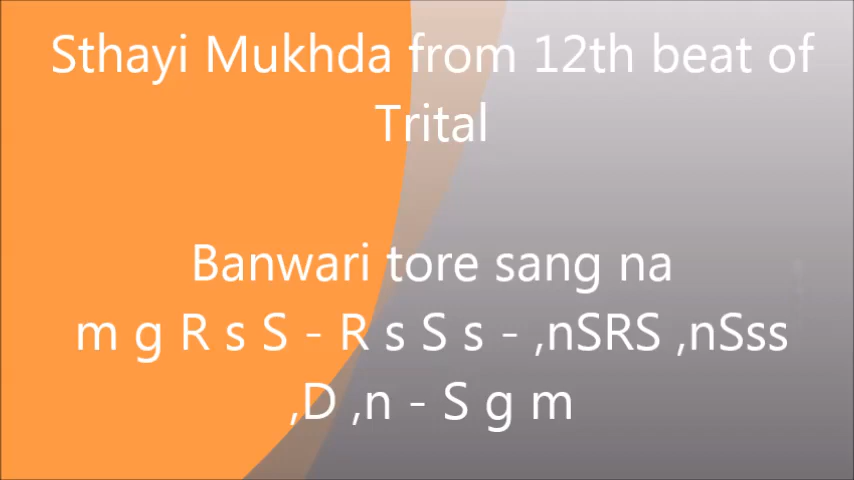 Sthayi Mukhda from 12th beat of
Trital
Banwari tore sang na
m g R s S - R s S s - ,nSRS ,nSss
,D ,n - S g m